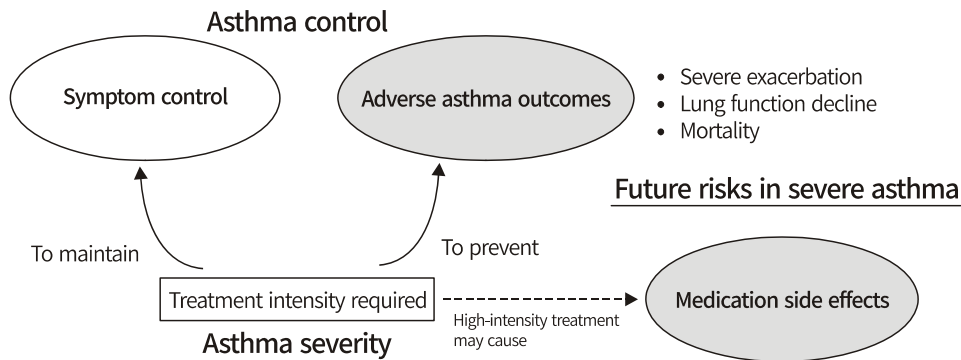 Asthma control
Symptom control
Adverse asthma outcomes
• Severe exacerbation
• Lung function decline
• Mortality
Future risks in severe asthma
To maintain
To prevent
Treatment intensity required
High-intensity treatment
may cause
Medication side effects
Asthma severity